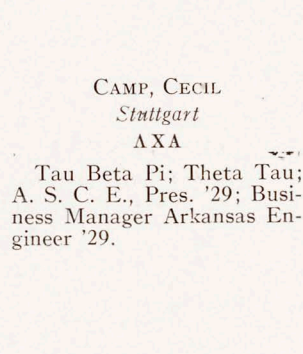 CAMP, CECIL
Stuttgart
ΛΧΑ
Tau Beta Pi; Theta Tau;
A. S. C. E., Pres. '29; Busi-
ness Manager Arkansas En-
gineer '29.